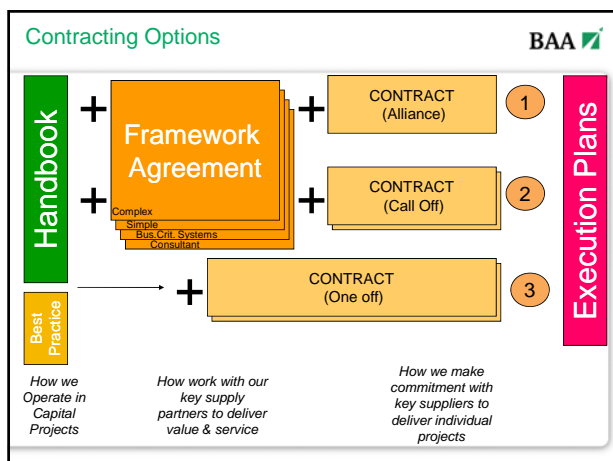 Contracting Options
BAA
Handbook
+
Framework
Agreement
Complex
Simple
Bus.Crit. Systems
Consultant
+
CONTRACT
(Alliance)
1
+
+
CONTRACT
(Call Off)
2
Best
Practice
+
CONTRACT
(One off)
3
Execution Plans
How we
Operate in
Capital
Projects
How work with our
key supply
partners to deliver
value & service
How we make
commitment with
key suppliers to
deliver individual
projects